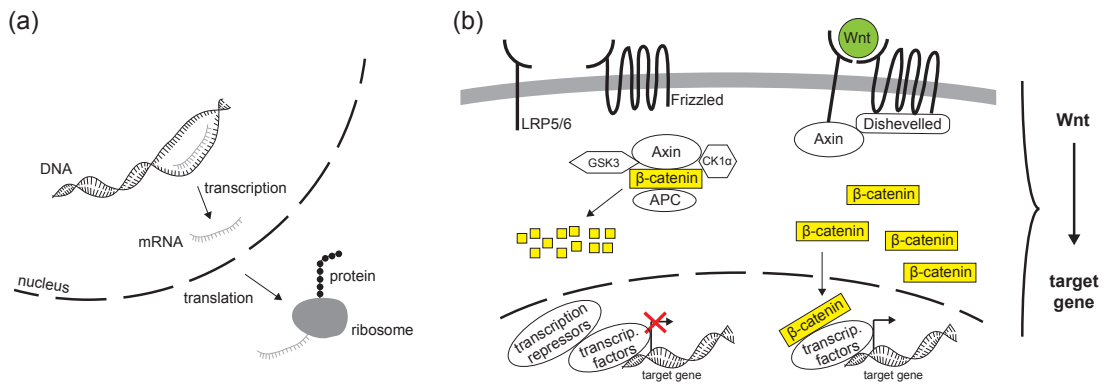 (a)
DNA
transcription
mRNA
nucleus
translation
protein
ribosome
(b)
Wnt
LRP5/6
Frizzled
Axin
Dishevelled
GSK3
Axin
CK1α
β-catenin
APC
β-catenin
β-catenin
β-catenin
β-catenin
transcription
repressors
transcrip.
factors
target gene
β-catenin
transcrip.
factors
target gene
Wnt
target
gene